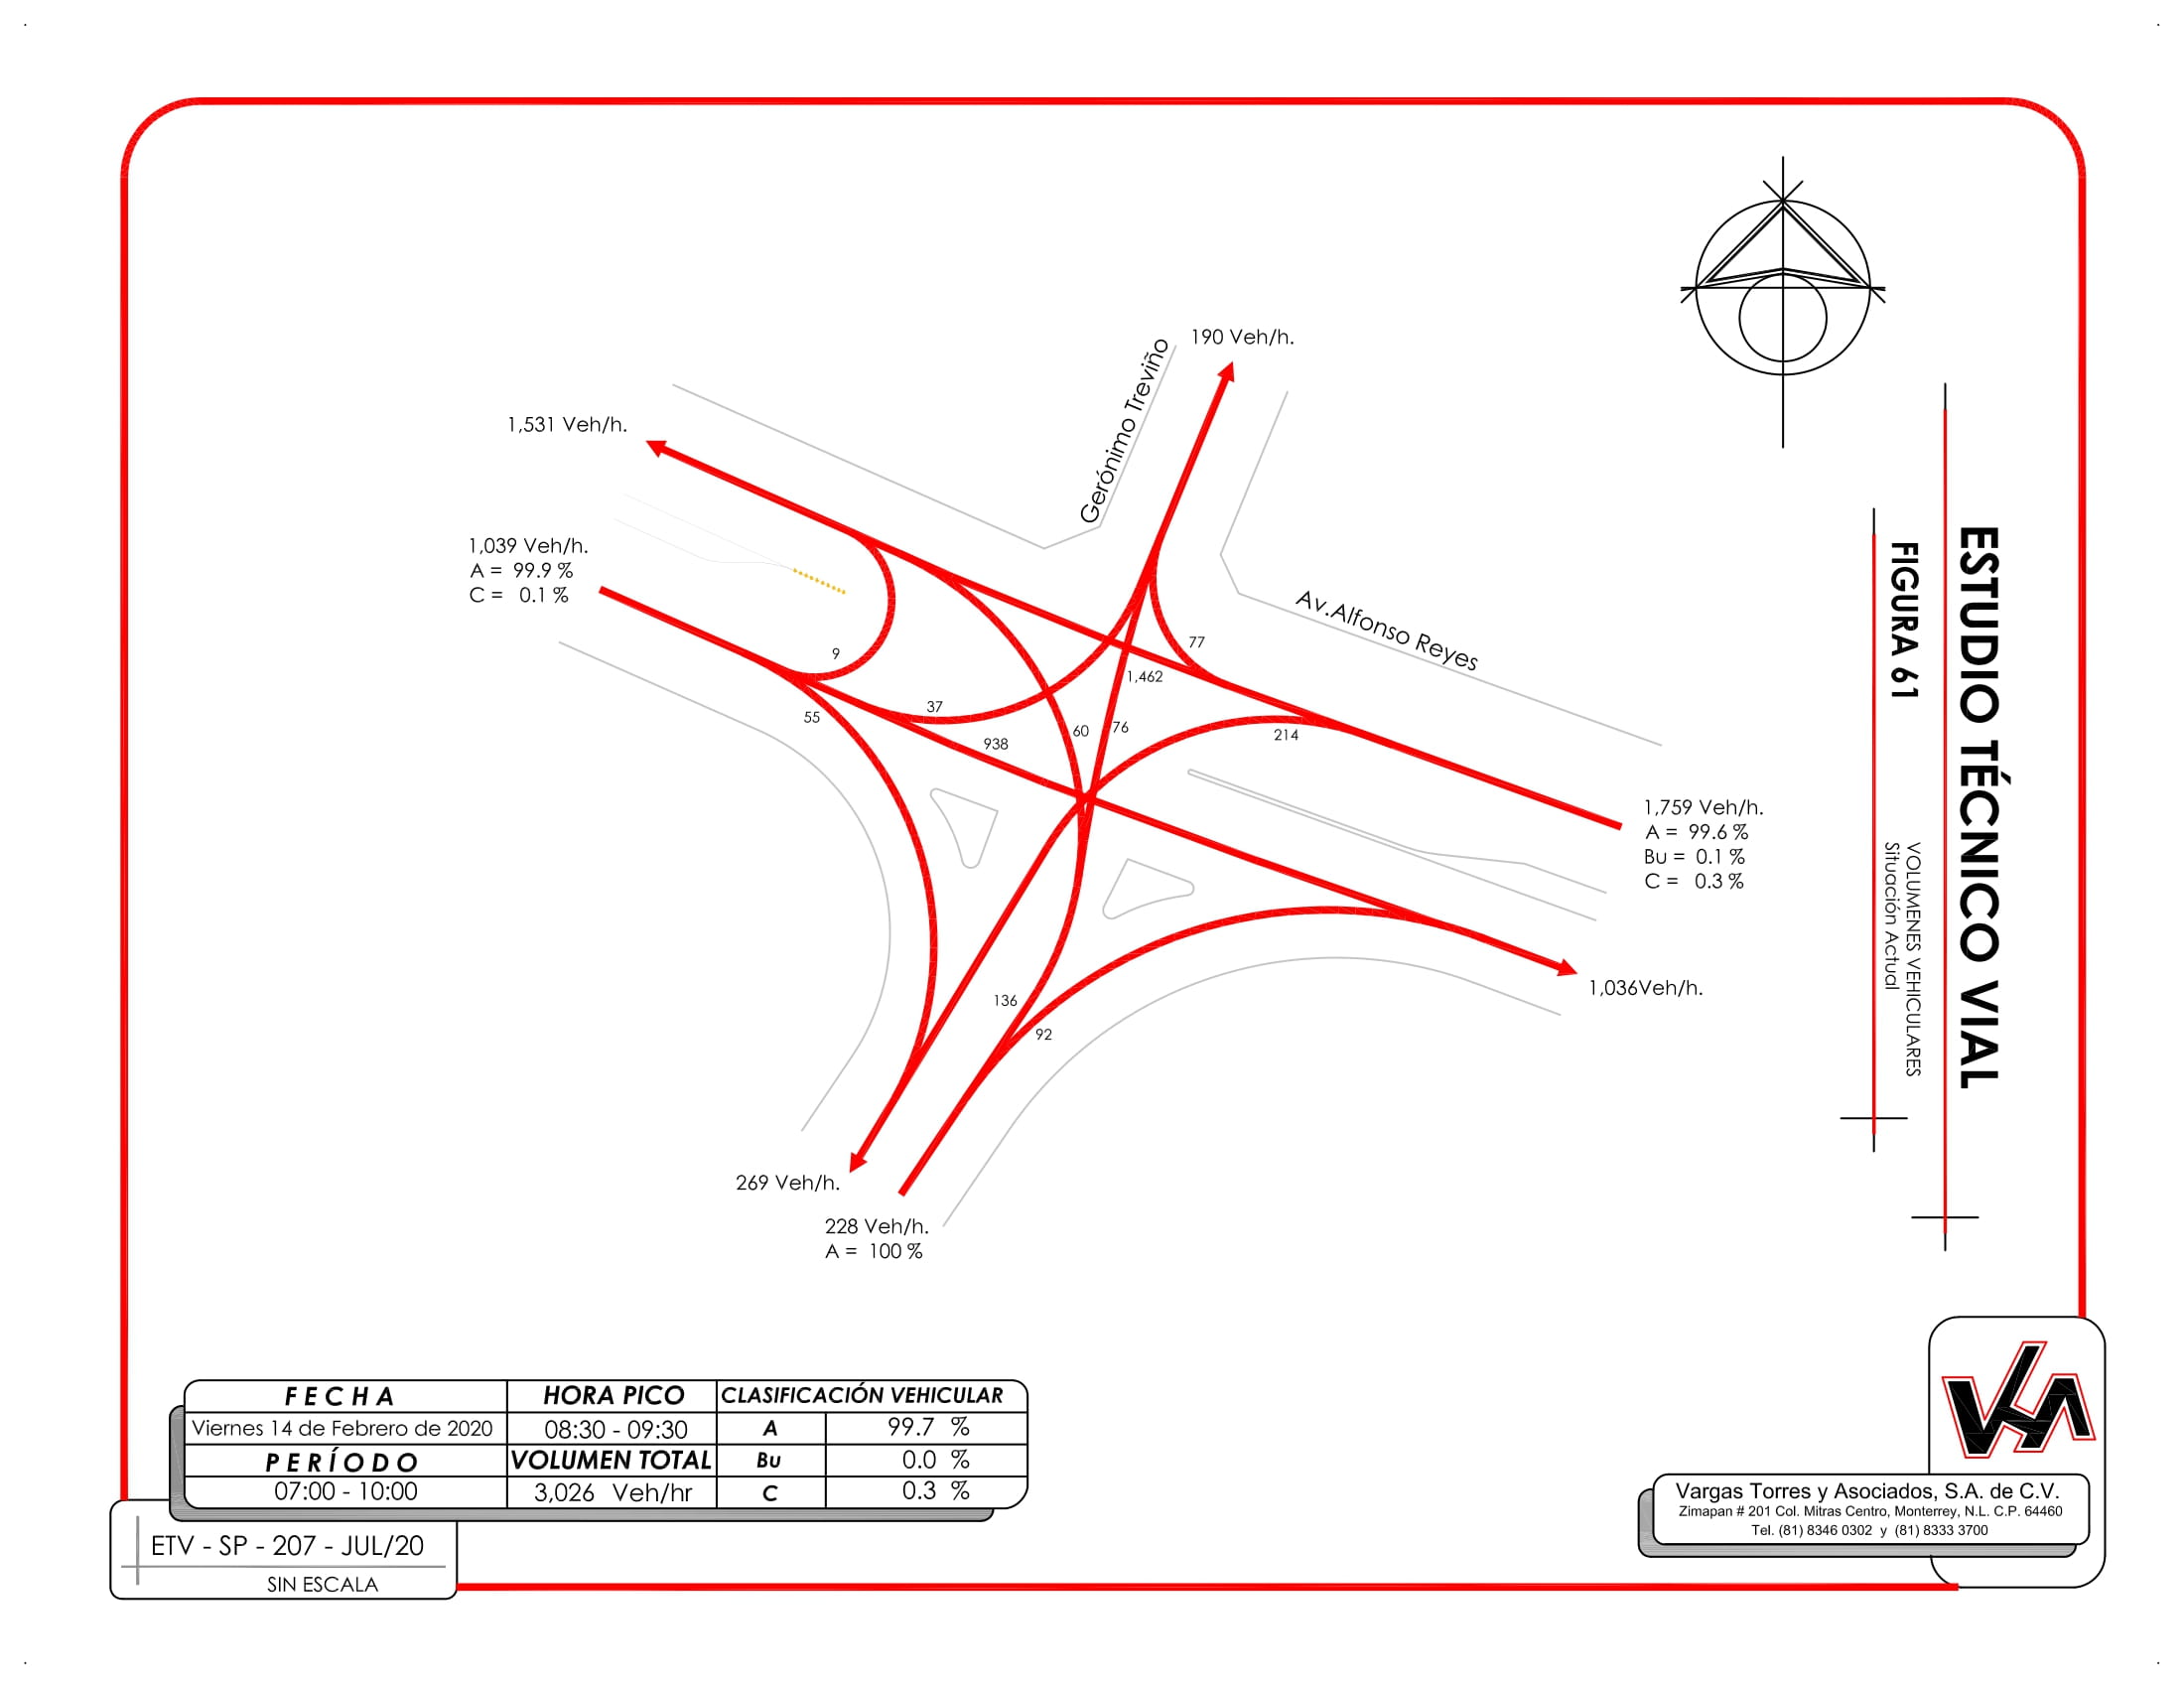 190 Veh/h.
Gerónimo Treviño
1,531 Veh/h.
1,039 Veh/h.
A = 99.9 %
C = 0.1 %
Av.Alfonso Reyes
9
77
1,462
55
37
938
60
76
214
1,759 Veh/h.
A = 99.6 %
Bu = 0.1 %
C = 0.3 %
1,036Veh/h.
136
92
269 Veh/h.
228 Veh/h.
A = 100 %
ESTUDIO TÉCNICO VIAL
FIGURA 61
VOLUMENES VEHICULARES
Situación Actual
FECHA
HORA PICO
CLASIFICACIÓN VEHICULAR
Viernes 14 de Febrero de 2020
08:30 - 09:30
A
99.7 %
PERÍODO
VOLUMEN TOTAL
Bu
0.0 %
07:00 - 10:00
3,026 Veh/hr
C
0.3 %
ETV - SP - 207 - JUL/20
SIN ESCALA
Vargas Torres y Asociados, S.A. de C.V.
Zimapan # 201 Col. Mitras Centro, Monterrey, N.L. C.P. 64460
Tel. (81) 8346 0302 y (81) 8333 3700